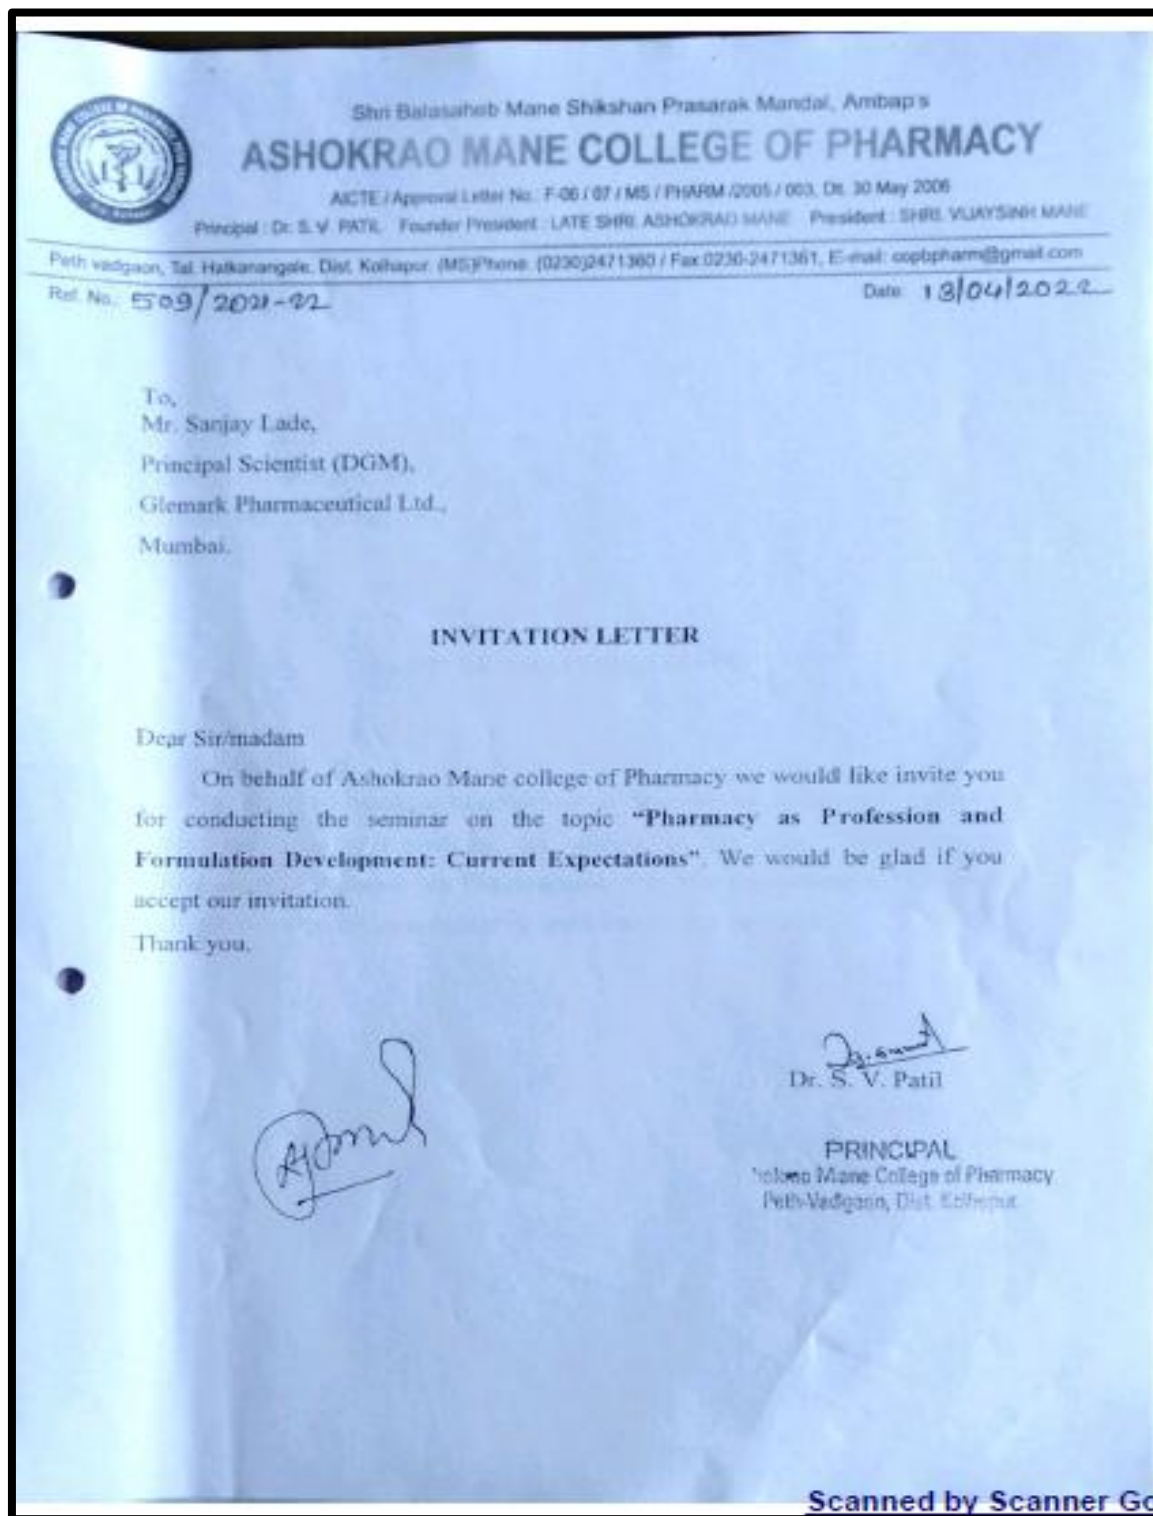 Shri Balasaheb Mane Shikshan Prasarak Mandal, Ambap's
ASHOKRAO MANE COLLEGE OF PHARMACY
AICTE / Approval Letter No.: F-06 / 07 / MS / PHARM /2005 / 003, Dt. 30 May 2006
Principal : Dr. S. V. PATIL Founder President : LATE SHRI. ASHOKRAO MANE President : SHRI. VIJAYSINH MANE
Peth vadgaon, Tal. Hatkanangale, Dist. Kolhapur. (MS)Phone: (0230)2471360 / Fax:0230-2471361, E-mail: copbpharm@gmail.com
Ref. No. 509/2021-22 Date: 13/04/2022
To,
Mr. Sanjay Lade,
Principal Scientist (DGM),
Glemark Pharmaceutical Ltd.,
Mumbai.
INVITATION LETTER
Dear Sir/madam
On behalf of Ashokrao Mane college of Pharmacy we would like invite you
for conducting the seminar on the topic “Pharmacy as Profession and
Formulation Development: Current Expectations”. We would be glad if you
accept our invitation.
Thank you.
Dr. S. V. Patil
PRINCIPAL
Mane College of Pharmacy
Peth-Vadgaon, Dist. Kolhapur.
Scanned by Scanner Go